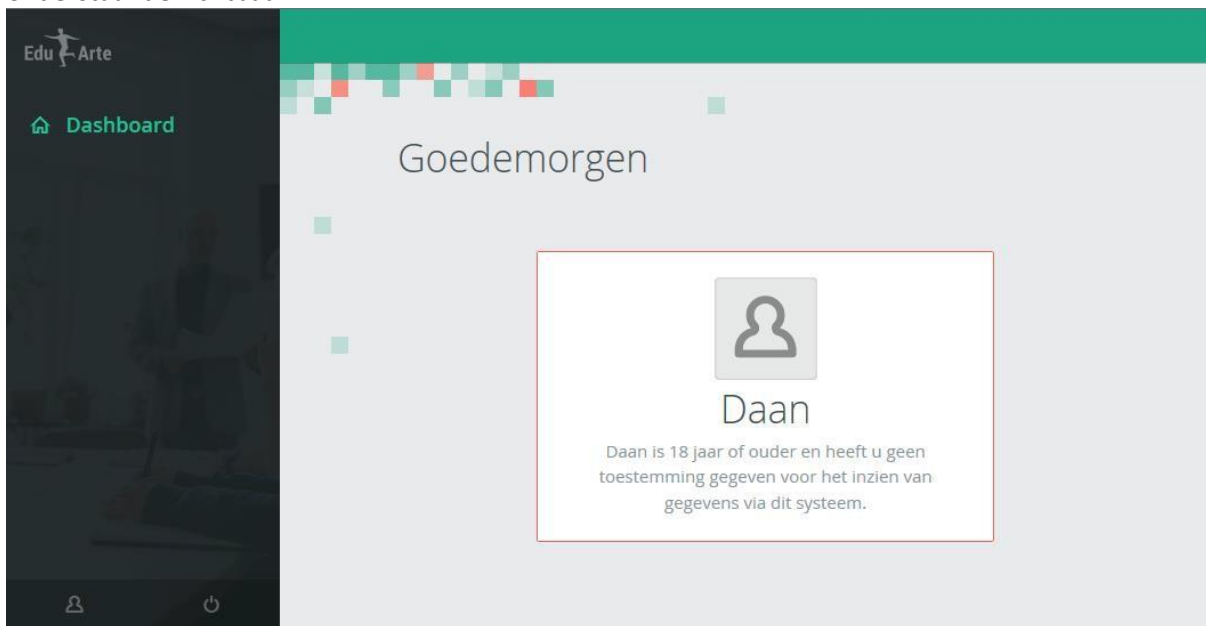 Edu Arte
Dashboard
Goedemorgen
Daan
Daan is 18 jaar of ouder en heeft u geen
toestemming gegeven voor het inzien van
gegevens via dit systeem.